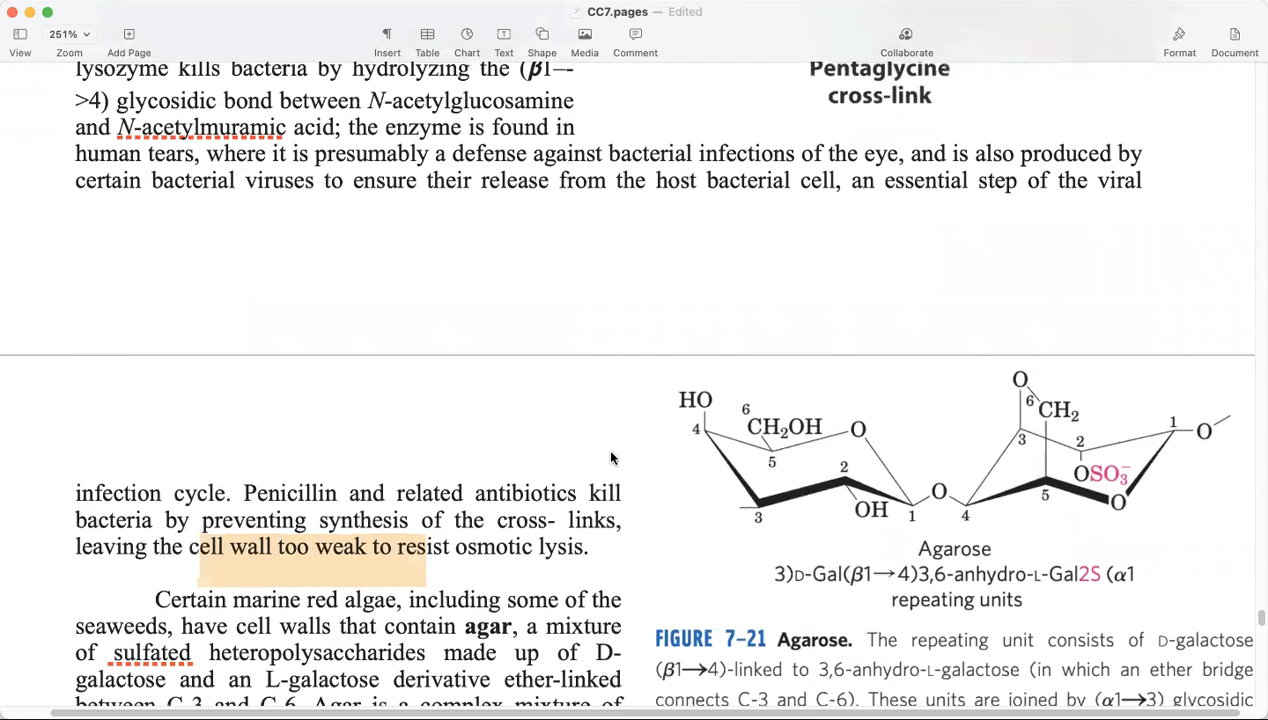 CC7.pages — Edited
251%
View Zoom Add Page Insert Table Chart Text Shape Media Comment Collaborate Format Document
lysozyme kills bacteria by hydrolyzing the (β1–-
>4) glycosidic bond between N-acetylglucosamine
and N-acetylmuramic acid; the enzyme is found in
human tears, where it is presumably a defense against bacterial infections of the eye, and is also produced by
certain bacterial viruses to ensure their release from the host bacterial cell, an essential step of the viral
Pentaglycine
cross-link
infection cycle. Penicillin and related antibiotics kill
bacteria by preventing synthesis of the cross- links,
leaving the cell wall too weak to resist osmotic lysis.
Certain marine red algae, including some of the
seaweeds, have cell walls that contain agar, a mixture
of sulfated heteropolysaccharides made up of D-
galactose and an L-galactose derivative ether-linked
between C-3 and C-6. Agar is a complex mixture of
HO
4
6
CH₂OH
5
O
2
OH
3
1
O
4
O
6
CH₂
3
2
OSO₃⁻
5
O
1
O
Agarose
3)D-Gal(β1→4)3,6-anhydro-L-Gal2S (α1
repeating units
FIGURE 7–21 Agarose. The repeating unit consists of D-galactose
(β1→4)-linked to 3,6-anhydro-L-galactose (in which an ether bridge
connects C-3 and C-6). These units are joined by (α1→3) glycosidic